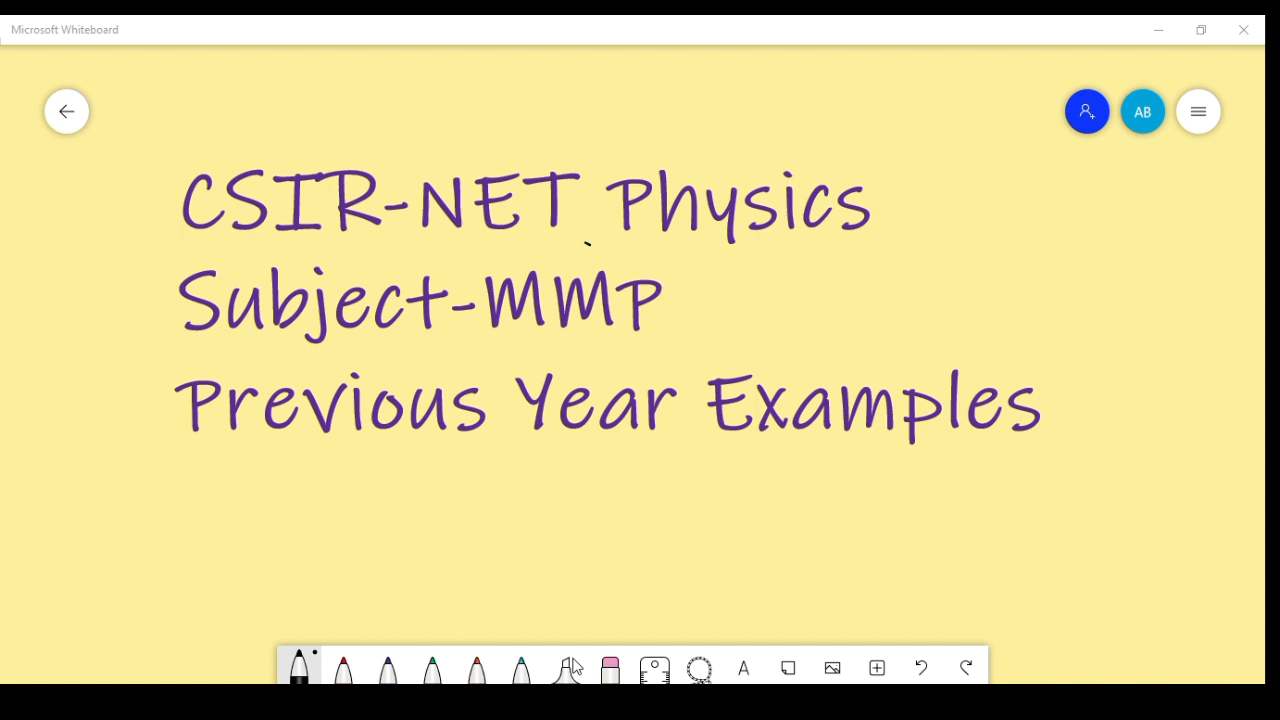 Microsoft Whiteboard
AB
CSIR-NET Physics
Subject-MMP
Previous Year Examples
A